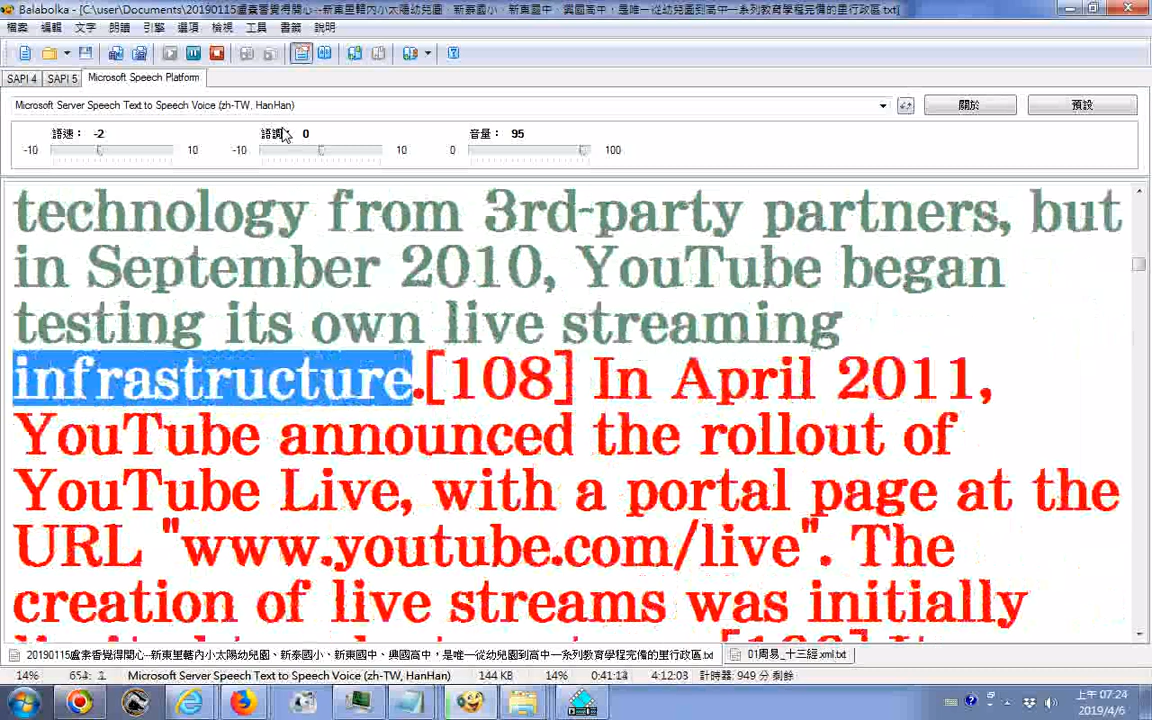 Balabolka - [C:\user\Documents\20190115盧素香覺得開心--新東里轄內小太陽幼兒園、新泰國小、新東國中、興國高中，是唯一從幼兒園到高中一系列教育學程完備的里行政區.txt]
檔案 編輯 文字 朗讀 引擎 選項 檢視 工具 書籤 說明
SAPI 4 SAPI 5 Microsoft Speech Platform
Microsoft Server Speech Text to Speech Voice (zh-TW, HanHan) 關於 預設
語速： -2 語調： 0 音量： 95
-10 10 -10 10 0 100
technology from 3rd-party partners, but
in September 2010, YouTube began
testing its own live streaming
infrastructure.[108] In April 2011,
YouTube announced the rollout of
YouTube Live, with a portal page at the
URL "www.youtube.com/live". The
creation of live streams was initially
20190115盧素香覺得開心--新東里轄內小太陽幼兒園、新泰國小、新東國中、興國高中，是唯一從幼兒園到高中一系列教育學程完備的里行政區.txt 01周易_十三經.xml.txt
14% 654: 1 Microsoft Server Speech Text to Speech Voice (zh-TW, HanHan) 144 KB 14% 0:41:14 4:12:03 計時器: 949 分 剩餘
上午 07:24
2019/4/6